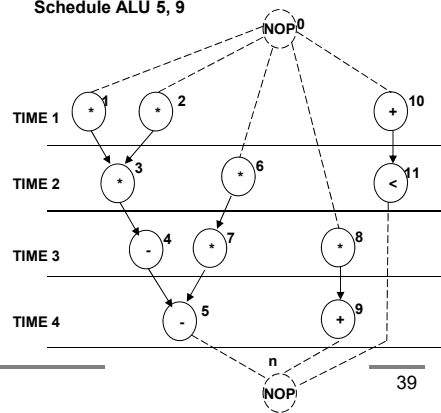 Schedule ALU 5, 9
NOP 0
* 1
* 2
+ 10
TIME 1
* 3
* 6
< 11
TIME 2
- 4
* 7
* 8
TIME 3
- 5
+ 9
TIME 4
n
NOP
39